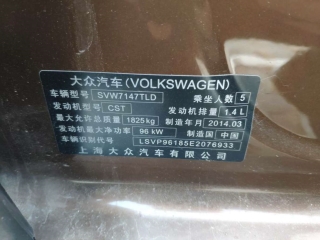 大众汽车(VOLKSWAGEN)
车辆型号 SVW7147TLD 乘坐人数 5
发动机型号 CST 发动机排量 1.4 L
最大允许总质量 1825 kg 制造年月 2014.03
发动机最大净功率 96 kW 制造国 中国
车辆识别代号 LSVP96185E2076933
上海大众汽车有限公司